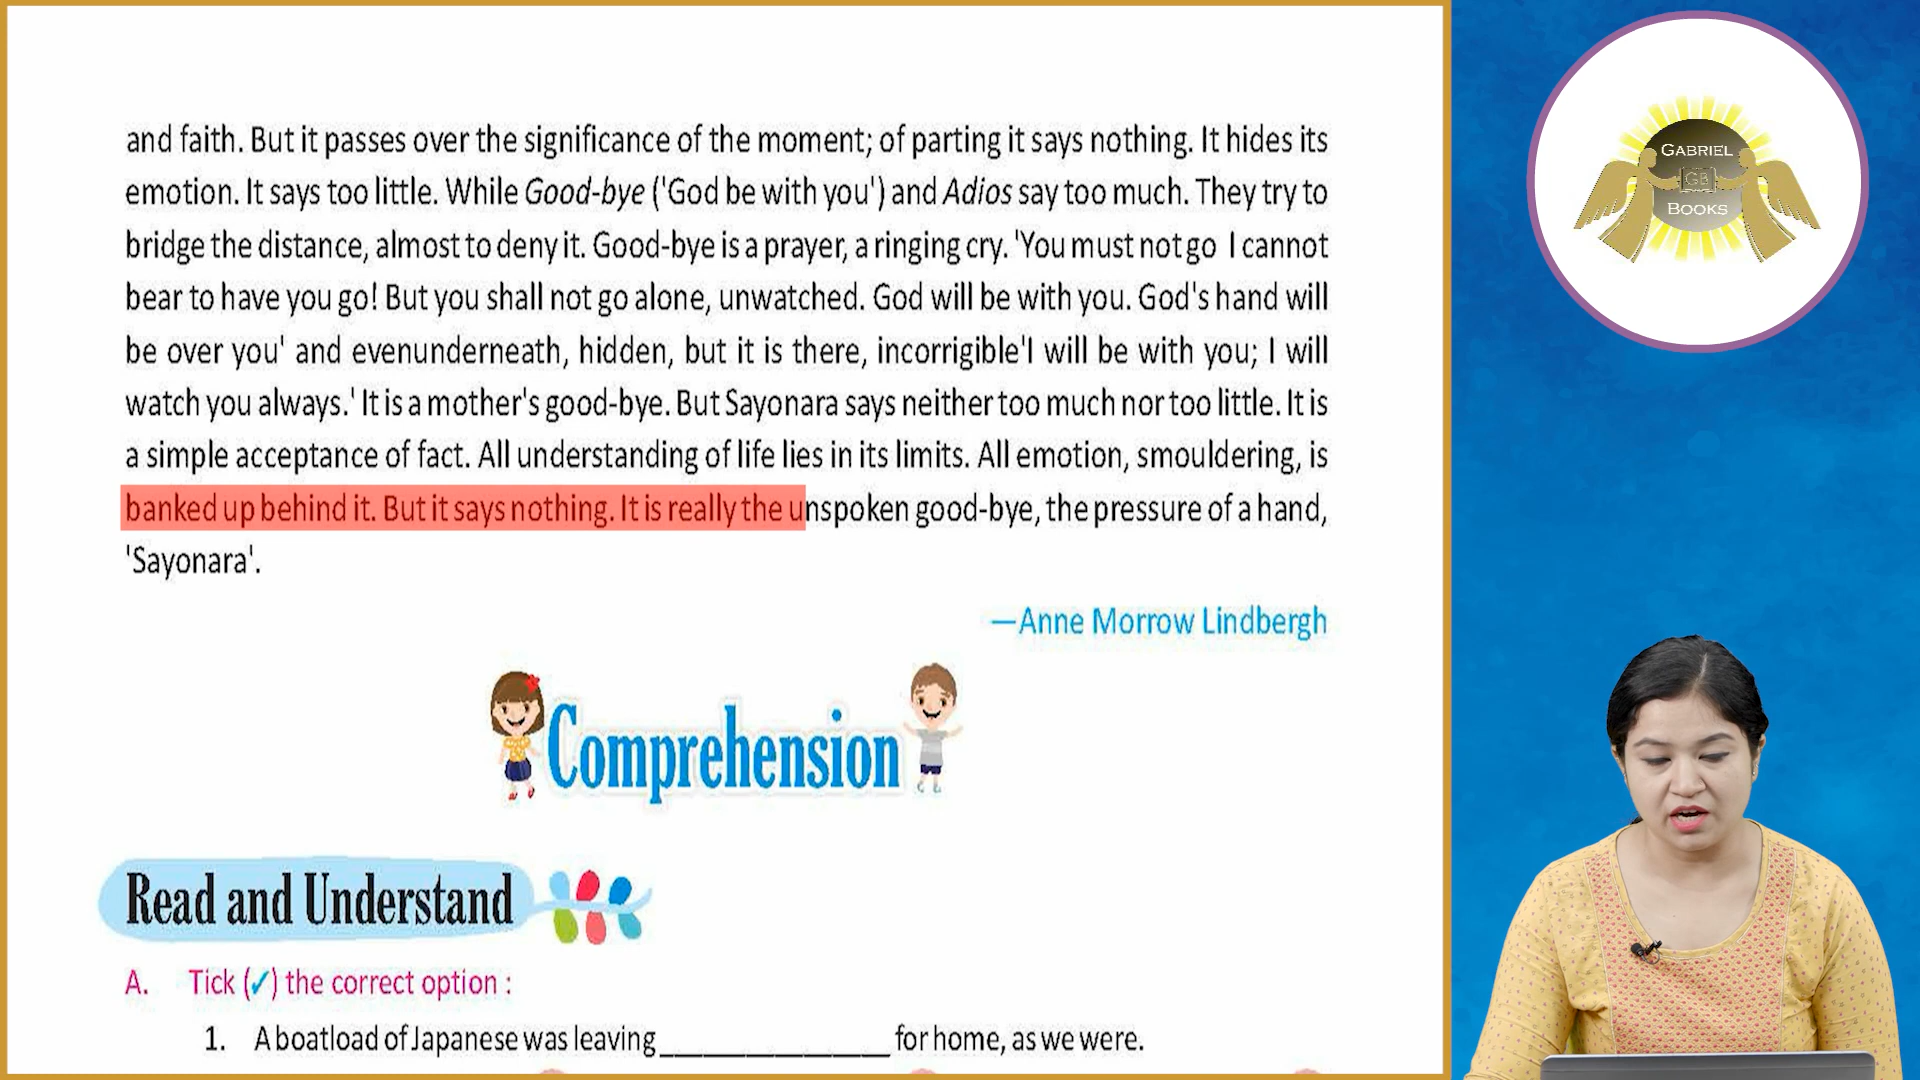 and faith. But it passes over the significance of the moment; of parting it says nothing. It hides its
emotion. It says too little. While Good-bye ('God be with you') and Adios say too much. They try to
bridge the distance, almost to deny it. Good-bye is a prayer, a ringing cry. 'You must not go I cannot
bear to have you go! But you shall not go alone, unwatched. God will be with you. God's hand will
be over you' and evenunderneath, hidden, but it is there, incorrigible'I will be with you; I will
watch you always.' It is a mother's good-bye. But Sayonara says neither too much nor too little. It is
a simple acceptance of fact. All understanding of life lies in its limits. All emotion, smouldering, is
banked up behind it. But it says nothing. It is really the unspoken good-bye, the pressure of a hand,
'Sayonara'.
—Anne Morrow Lindbergh
Comprehension
Read and Understand
A. Tick (✓) the correct option :
1. A boatload of Japanese was leaving ________________ for home, as we were.
GABRIEL
GB
BOOKS